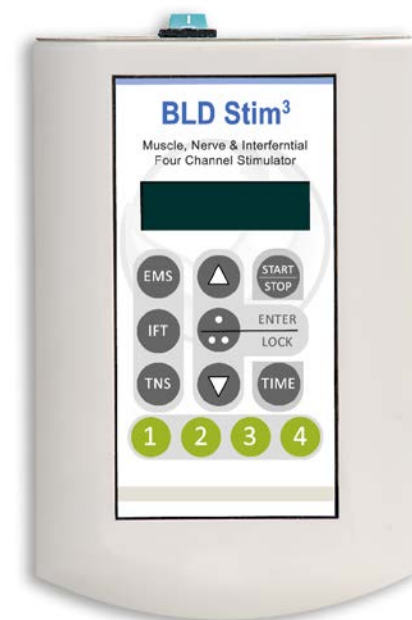 BLD Stim³
Muscle, Nerve & Interferntial
Four Channel Stimulator
EMS
START
STOP
IFT
ENTER
LOCK
TNS
TIME
1 2 3 4